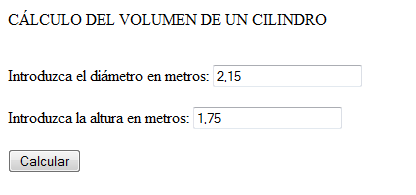 CÁLCULO DEL VOLUMEN DE UN CILINDRO
Introduzca el diámetro en metros: 2,15
Introduzca la altura en metros: 1,75
Calcular